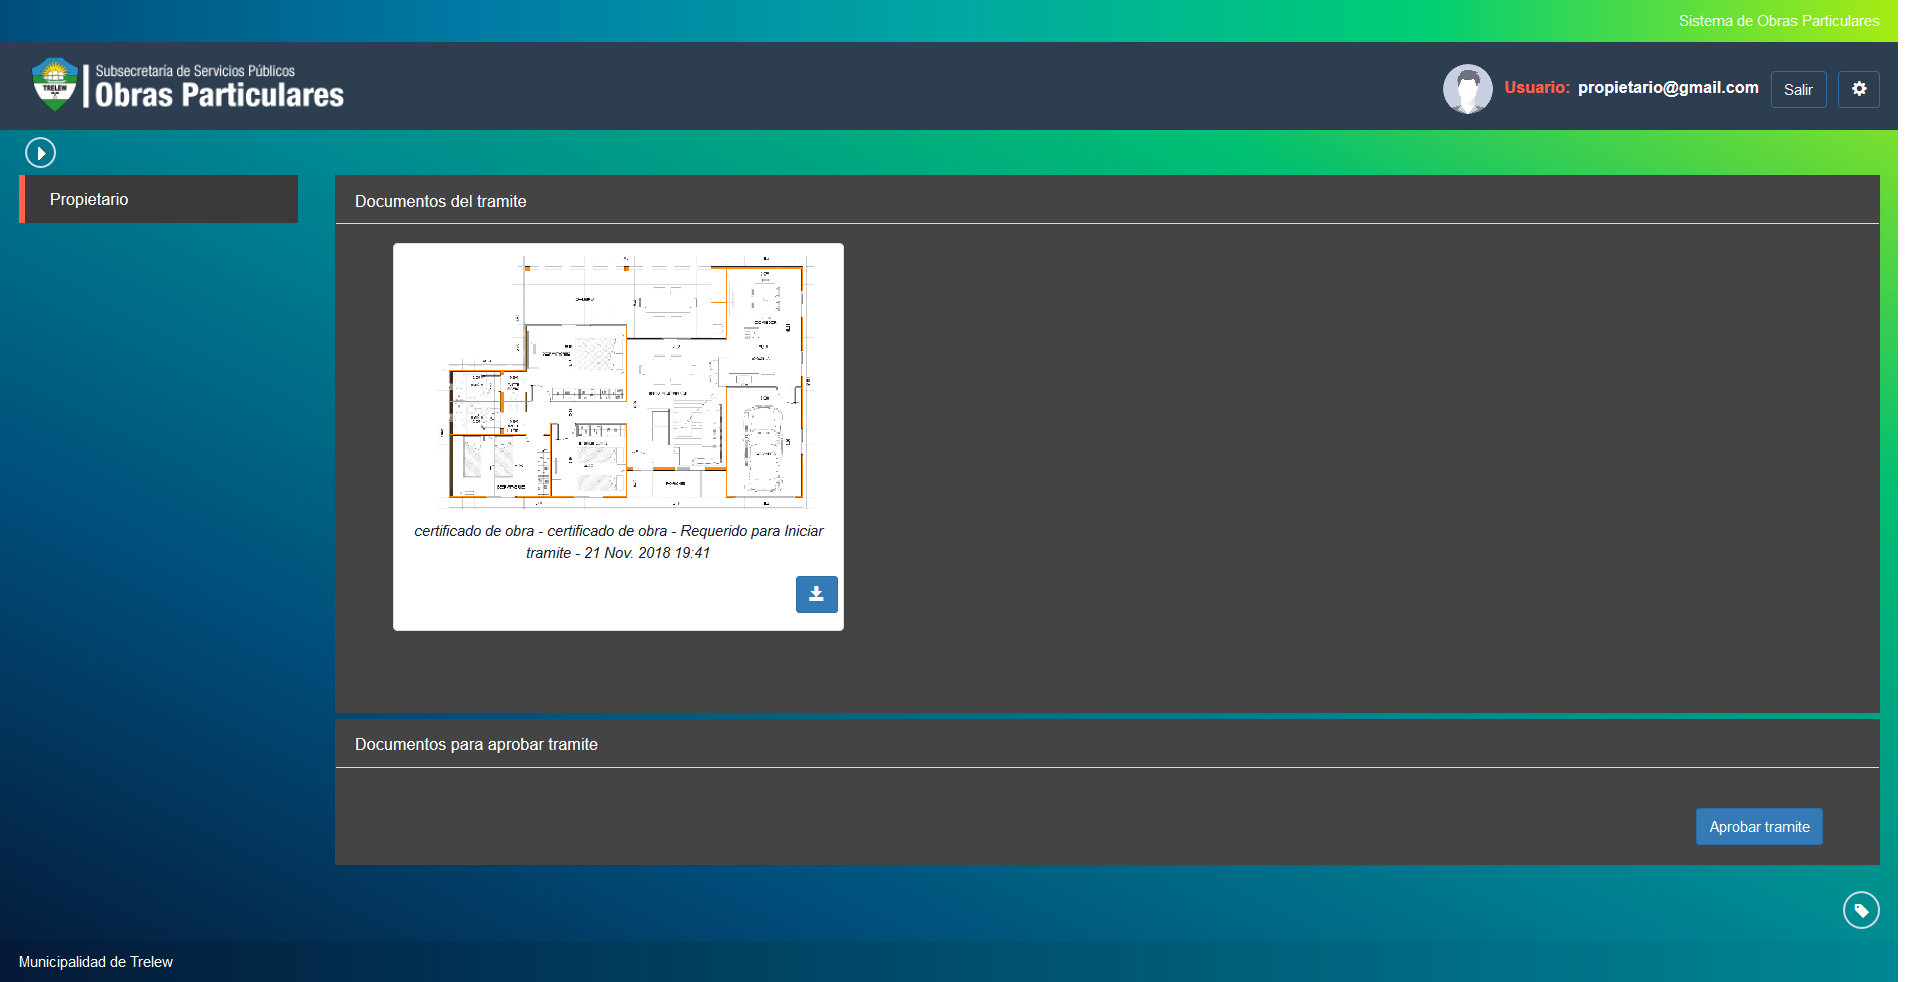 Sistema de Obras Particulares
TRELEW
Subsecretaría de Servicios Públicos
Obras Particulares
Usuario: propietario@gmail.com
Salir
Propietario
Documentos del tramite
certificado de obra - certificado de obra - Requerido para Iniciar
tramite - 21 Nov. 2018 19:41
Documentos para aprobar tramite
Aprobar tramite
Municipalidad de Trelew